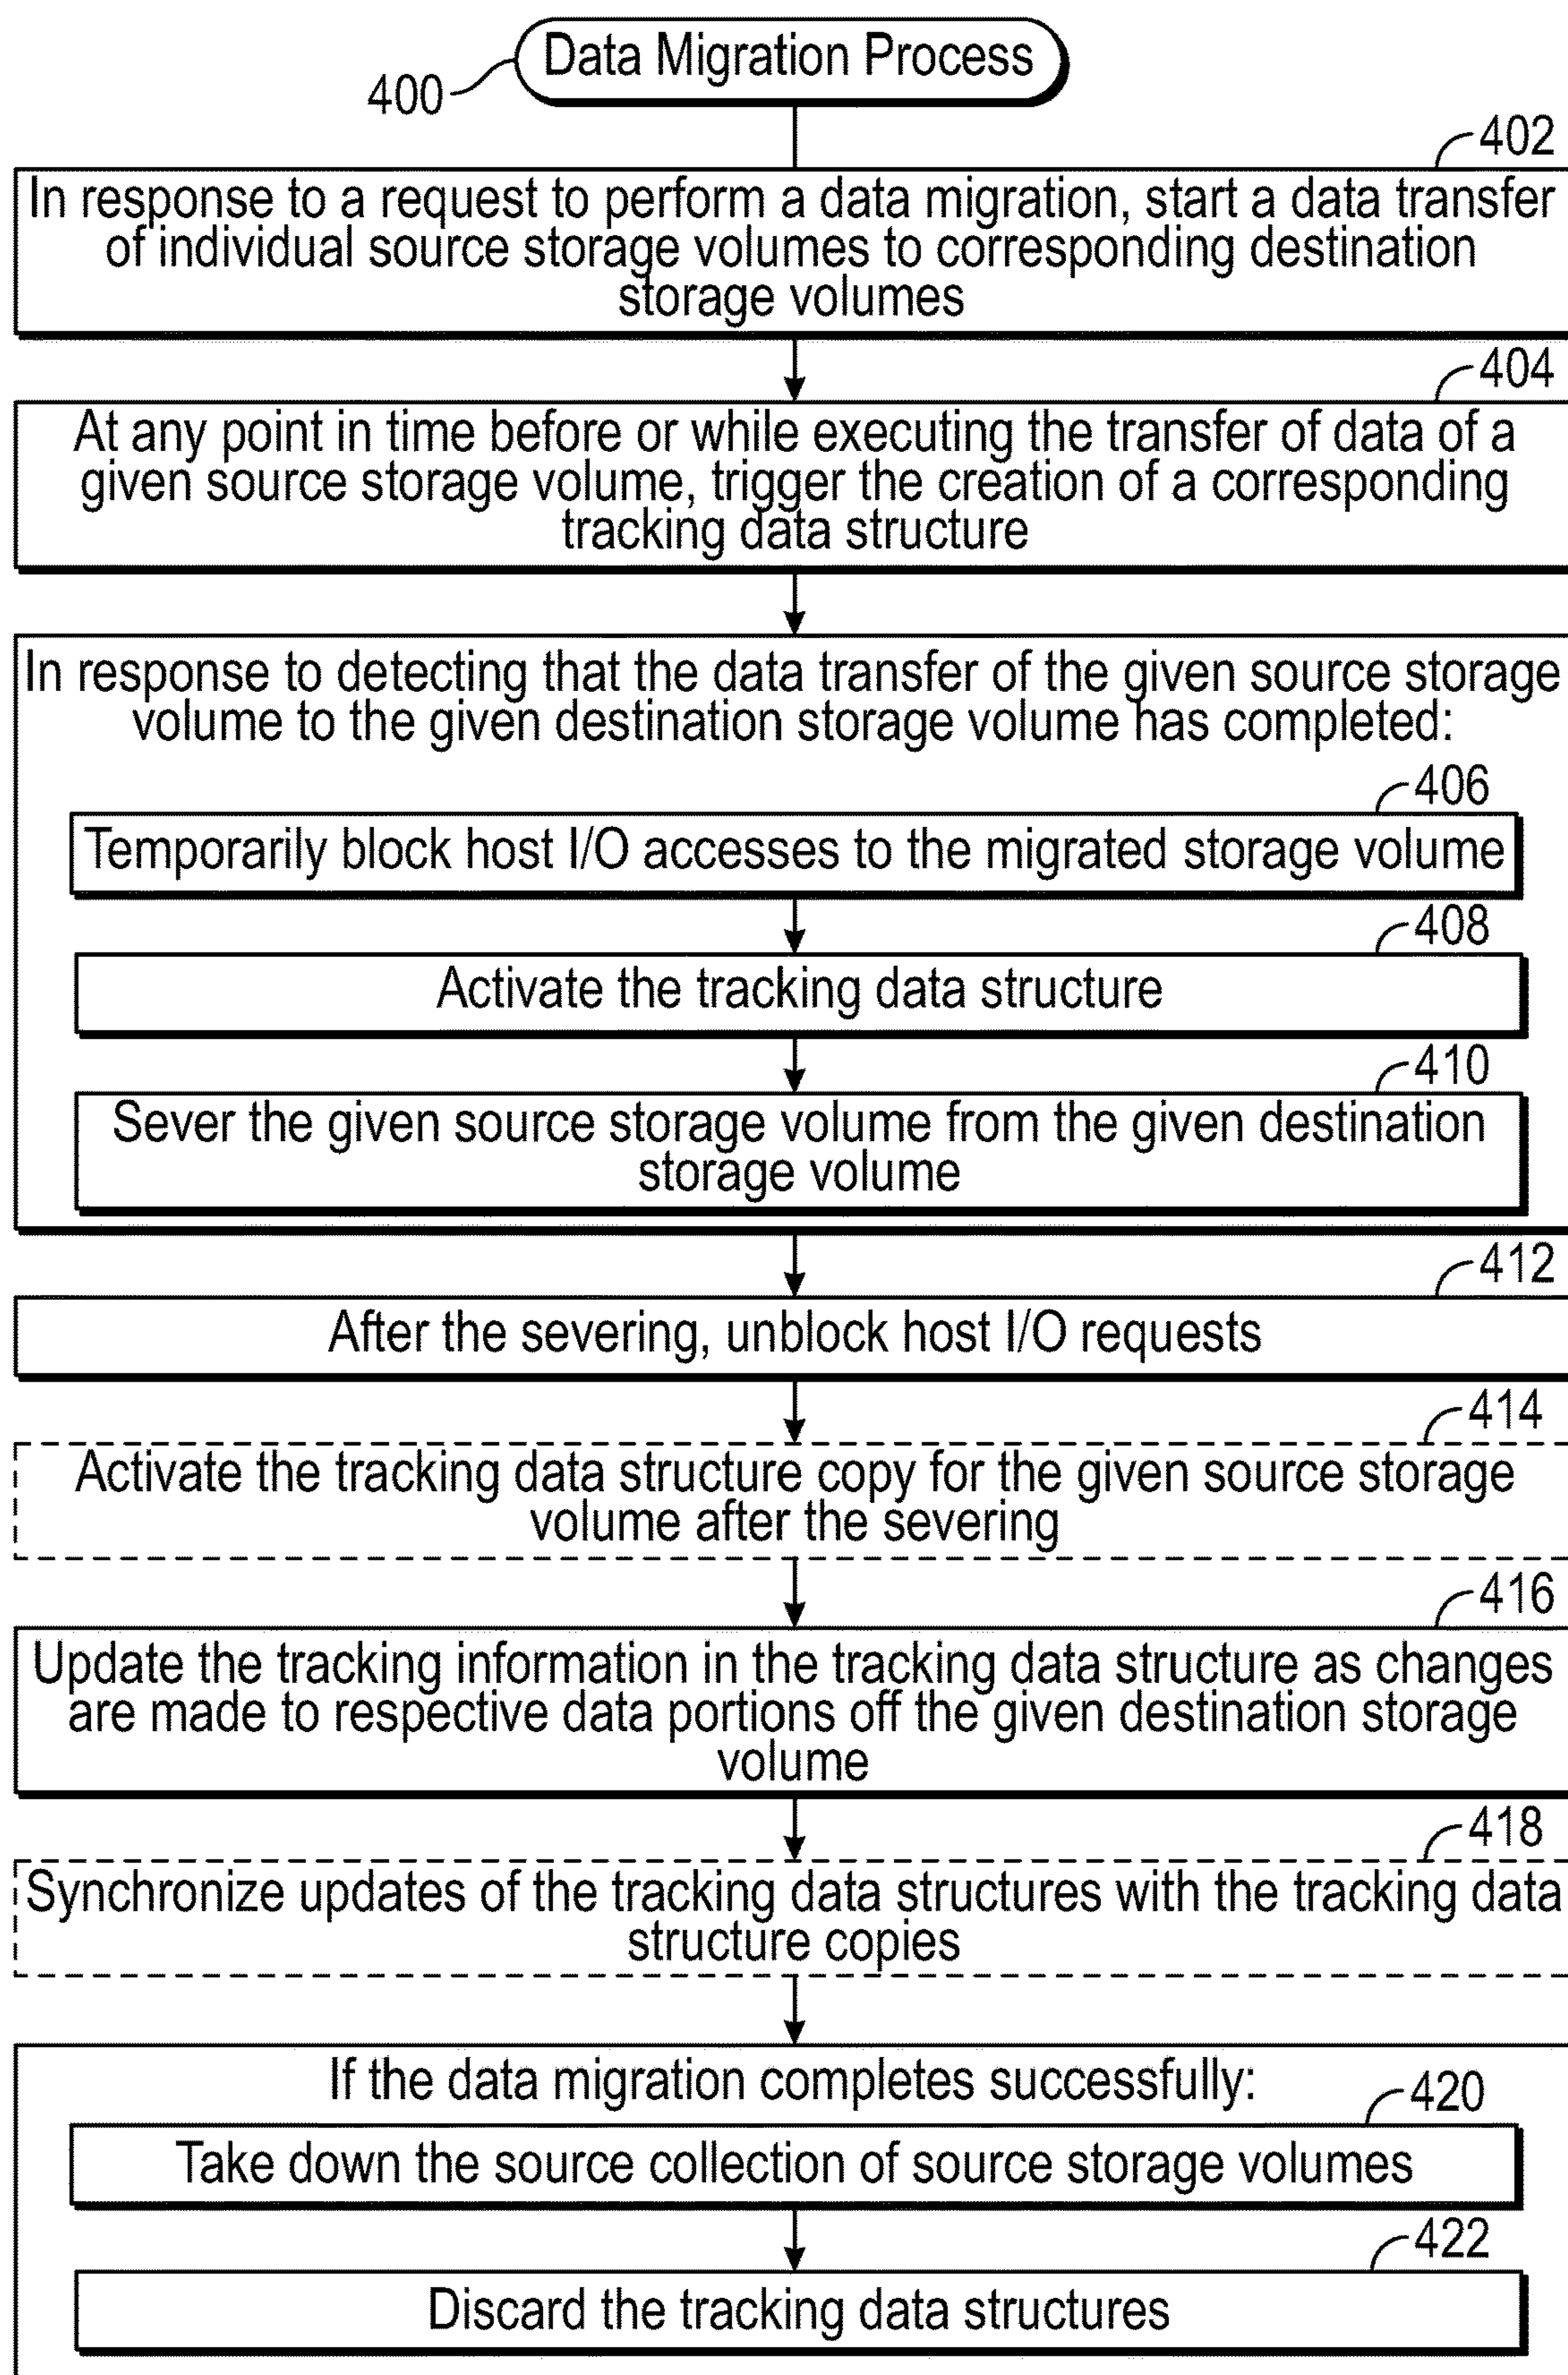 Data Migration Process
400
402
In response to a request to perform a data migration, start a data transfer
of individual source storage volumes to corresponding destination
storage volumes
404
At any point in time before or while executing the transfer of data of a
given source storage volume, trigger the creation of a corresponding
tracking data structure
In response to detecting that the data transfer of the given source storage
volume to the given destination storage volume has completed:
406
Temporarily block host I/O accesses to the migrated storage volume
408
Activate the tracking data structure
410
Sever the given source storage volume from the given destination
storage volume
412
After the severing, unblock host I/O requests
414
Activate the tracking data structure copy for the given source storage
volume after the severing
416
Update the tracking information in the tracking data structure as changes
are made to respective data portions off the given destination storage
volume
418
Synchronize updates of the tracking data structures with the tracking data
structure copies
If the data migration completes successfully:
420
Take down the source collection of source storage volumes
422
Discard the tracking data structures